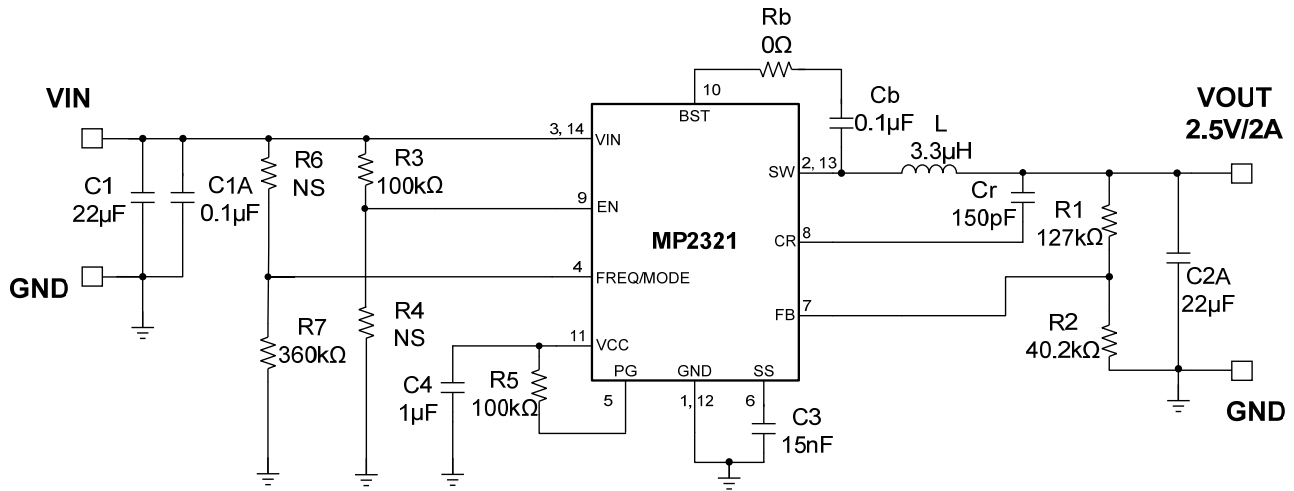 Rb
0Ω
10
BST
VIN
3, 14
VIN
Cb
0.1µF
L
3.3µH
VOUT
2.5V/2A
R6
NS
R3
100kΩ
SW
2, 13
C1
22µF
C1A
0.1µF
Cr
150pF
R1
127kΩ
9
EN
MP2321
CR
8
GND
4
FREQ/MODE
C2A
22µF
R7
360kΩ
R4
NS
FB
7
R2
40.2kΩ
11
VCC
C4
1µF
R5
100kΩ
PG
GND
SS
5
1, 12
6
C3
15nF
GND